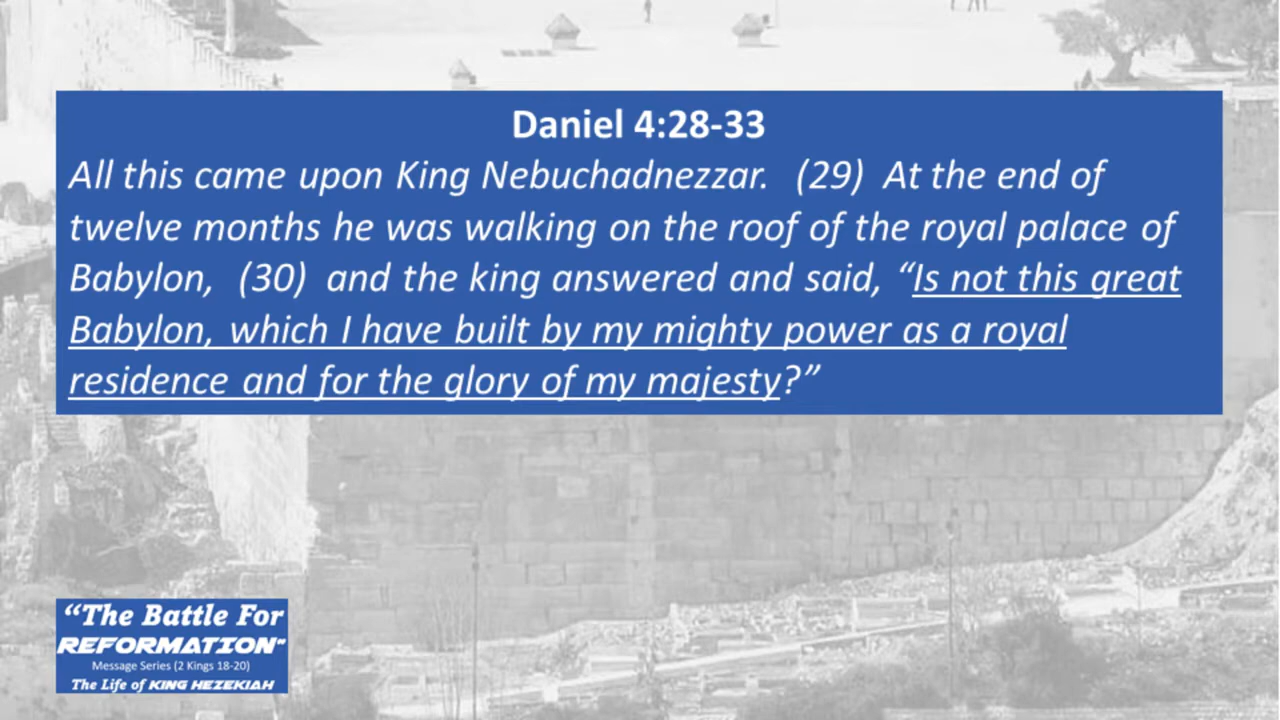 Daniel 4:28-33
All this came upon King Nebuchadnezzar. (29) At the end of
twelve months he was walking on the roof of the royal palace of
Babylon, (30) and the king answered and said, “Is not this great
Babylon, which I have built by my mighty power as a royal
residence and for the glory of my majesty?”
“The Battle For
REFORMATION”
Message Series (2 Kings 18-20)
The Life of KING HEZEKIAH